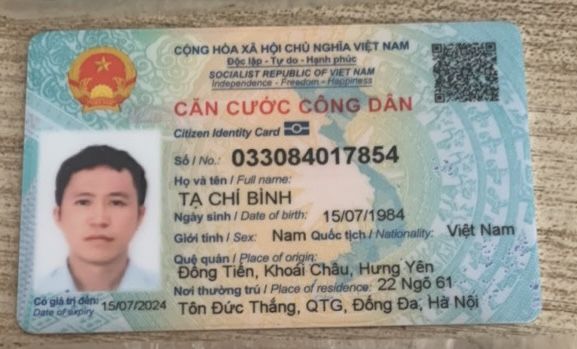 CỘNG HÒA XÃ HỘI CHỦ NGHĨA VIỆT NAM
Độc lập - Tự do - Hạnh phúc
SOCIALIST REPUBLIC OF VIET NAM
Independence - Freedom - Happiness
CĂN CƯỚC CÔNG DÂN
Citizen Identity Card
Số / No.: 033084017854
Họ và tên / Full name:
TẠ CHÍ BÌNH
Ngày sinh / Date of birth: 15/07/1984
Giới tính / Sex: Nam Quốc tịch / Nationality: Việt Nam
Quê quán / Place of origin:
Đồng Tiến, Khoái Châu, Hưng Yên
Nơi thường trú / Place of residence: 22 Ngõ 61
Tôn Đức Thắng, QTG, Đống Đa, Hà Nội
Có giá trị đến: 15/07/2024
Date of expiry